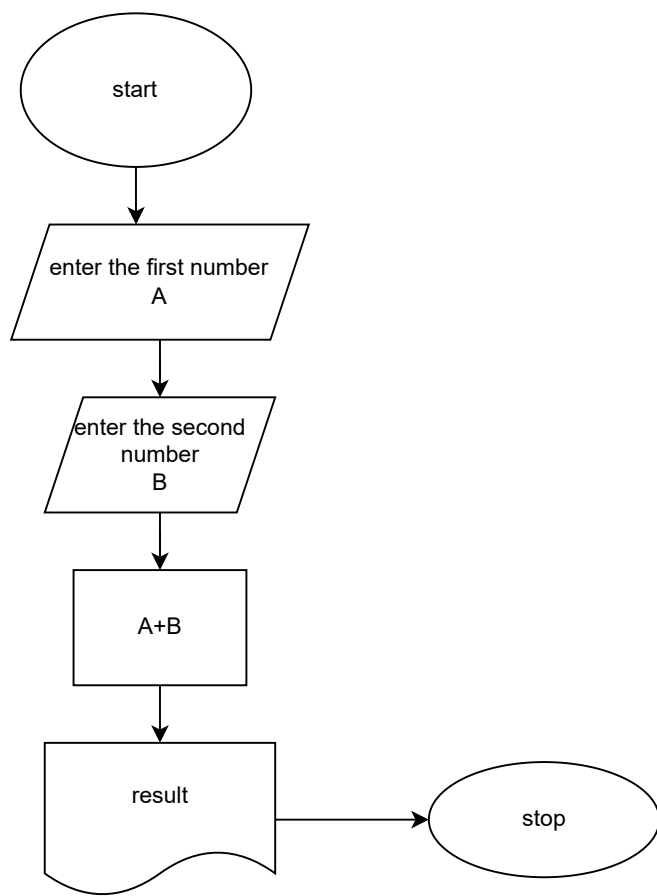 start
enter the first number
A
enter the second
number
B
A+B
result
stop